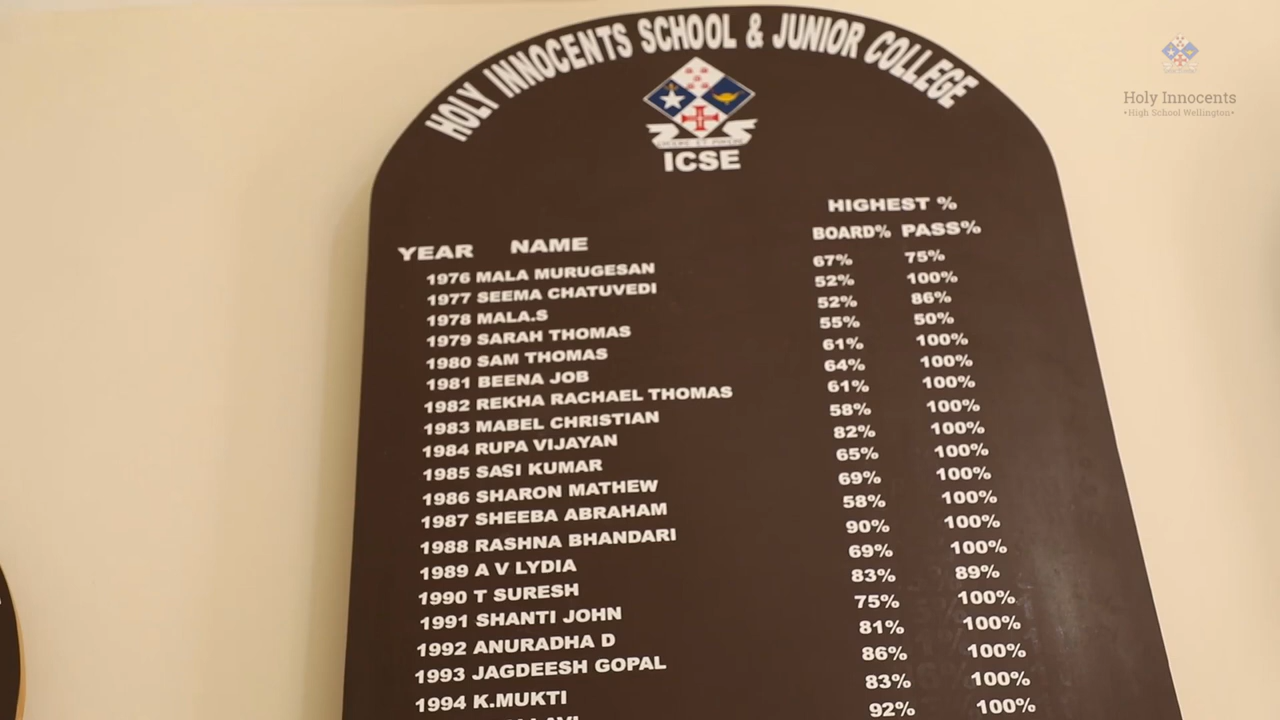 HOLY INNOCENTS SCHOOL & JUNIOR COLLEGE
ICSE
HIGHEST %
YEAR NAME BOARD% PASS%
1976 MALA MURUGESAN 67% 75%
1977 SEEMA CHATUVEDI 52% 100%
1978 MALA.S 52% 86%
1979 SARAH THOMAS 55% 50%
1980 SAM THOMAS 61% 100%
1981 BEENA JOB 64% 100%
1982 REKHA RACHAEL THOMAS 61% 100%
1983 MABEL CHRISTIAN 58% 100%
1984 RUPA VIJAYAN 82% 100%
1985 SASI KUMAR 65% 100%
1986 SHARON MATHEW 69% 100%
1987 SHEEBA ABRAHAM 58% 100%
1988 RASHNA BHANDARI 90% 100%
1989 A V LYDIA 69% 100%
1990 T SURESH 83% 89%
1991 SHANTI JOHN 75% 100%
1992 ANURADHA D 81% 100%
1993 JAGDEESH GOPAL 86% 100%
1994 K.MUKTI 83% 100%
92% 100%
Holy Innocents
•High School Wellington•